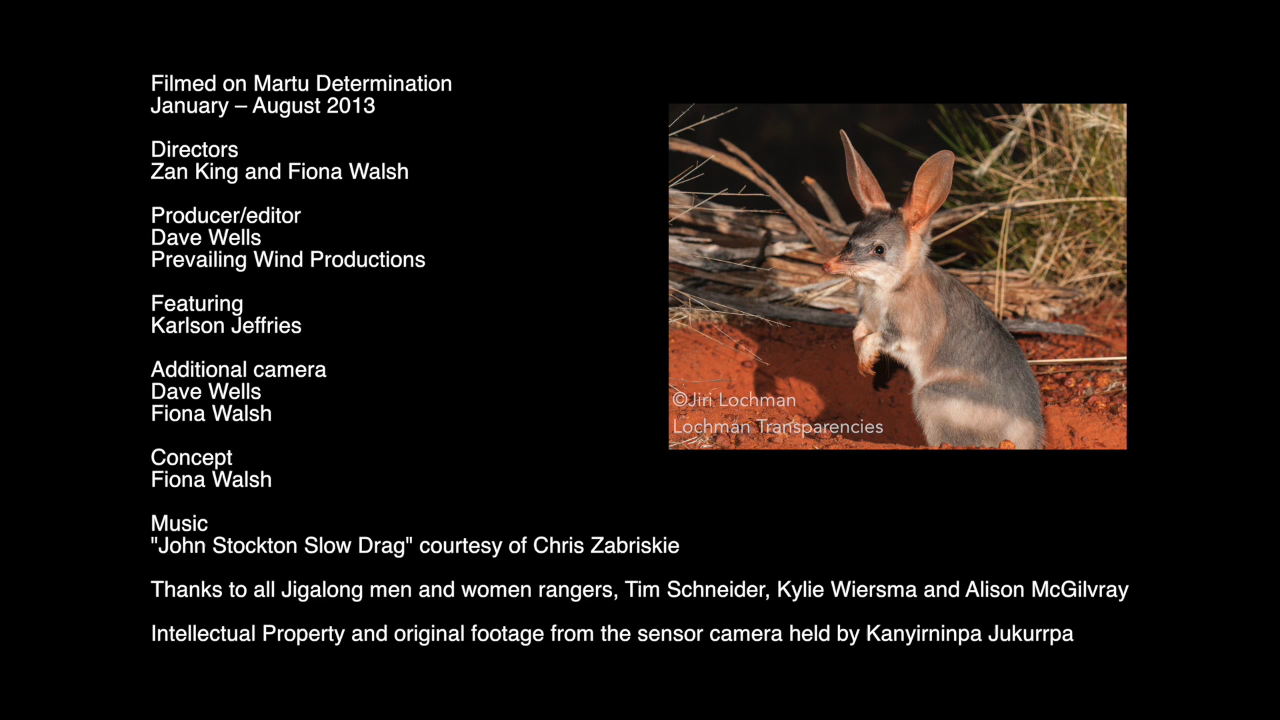 Filmed on Martu Determination
January – August 2013
Directors
Zan King and Fiona Walsh
Producer/editor
Dave Wells
Prevailing Wind Productions
Featuring
Karlson Jeffries
Additional camera
Dave Wells
Fiona Walsh
Concept
Fiona Walsh
Music
"John Stockton Slow Drag" courtesy of Chris Zabriskie
Thanks to all Jigalong men and women rangers, Tim Schneider, Kylie Wiersma and Alison McGilvray
Intellectual Property and original footage from the sensor camera held by Kanyirninpa Jukurrpa
©Jiri Lochman
Lochman Transparencies